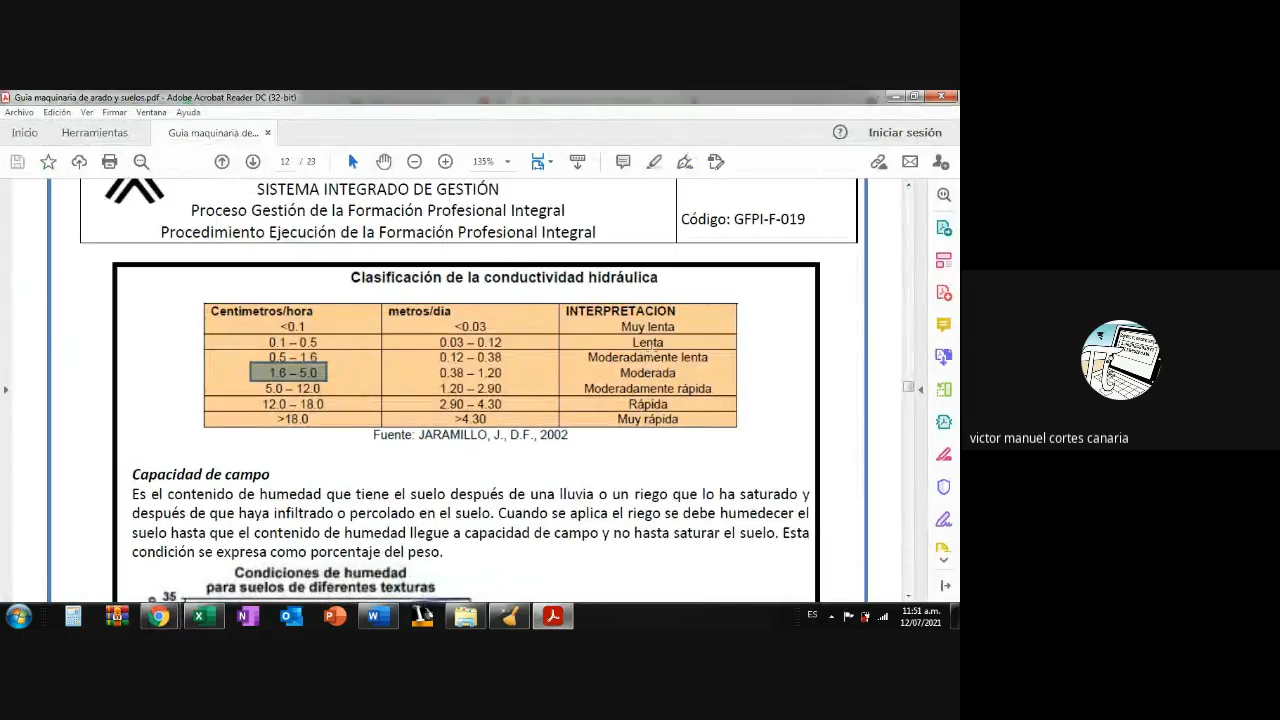 Guia maquinaria de arado y suelos.pdf - Adobe Acrobat Reader DC (32-bit)
Archivo Edición Ver Firmar Ventana Ayuda
Inicio Herramientas Guia maquinaria de... × Iniciar sesión
12 / 23 135%
SISTEMA INTEGRADO DE GESTIÓN
Proceso Gestión de la Formación Profesional Integral
Código: GFPI-F-019
Procedimiento Ejecución de la Formación Profesional Integral
Clasificación de la conductividad hidráulica
Centimetros/hora metros/dia INTERPRETACION
<0.1 <0.03 Muy lenta
0.1 – 0.5 0.03 – 0.12 Lenta
0.5 – 1.6 0.12 – 0.38 Moderadamente lenta
1.6 – 5.0 0.38 – 1.20 Moderada
5.0 – 12.0 1.20 – 2.90 Moderadamente rápida
12.0 – 18.0 2.90 – 4.30 Rápida
>18.0 >4.30 Muy rápida
Fuente: JARAMILLO, J., D.F., 2002
Capacidad de campo
Es el contenido de humedad que tiene el suelo después de una lluvia o un riego que lo ha saturado y
después de que haya infiltrado o percolado en el suelo. Cuando se aplica el riego se debe humedecer el
suelo hasta que el contenido de humedad llegue a capacidad de campo y no hasta saturar el suelo. Esta
condición se expresa como porcentaje del peso.
Condiciones de humedad
para suelos de diferentes texturas
35
victor manuel cortes canaria
ES 11:51 a.m.
12/07/2021